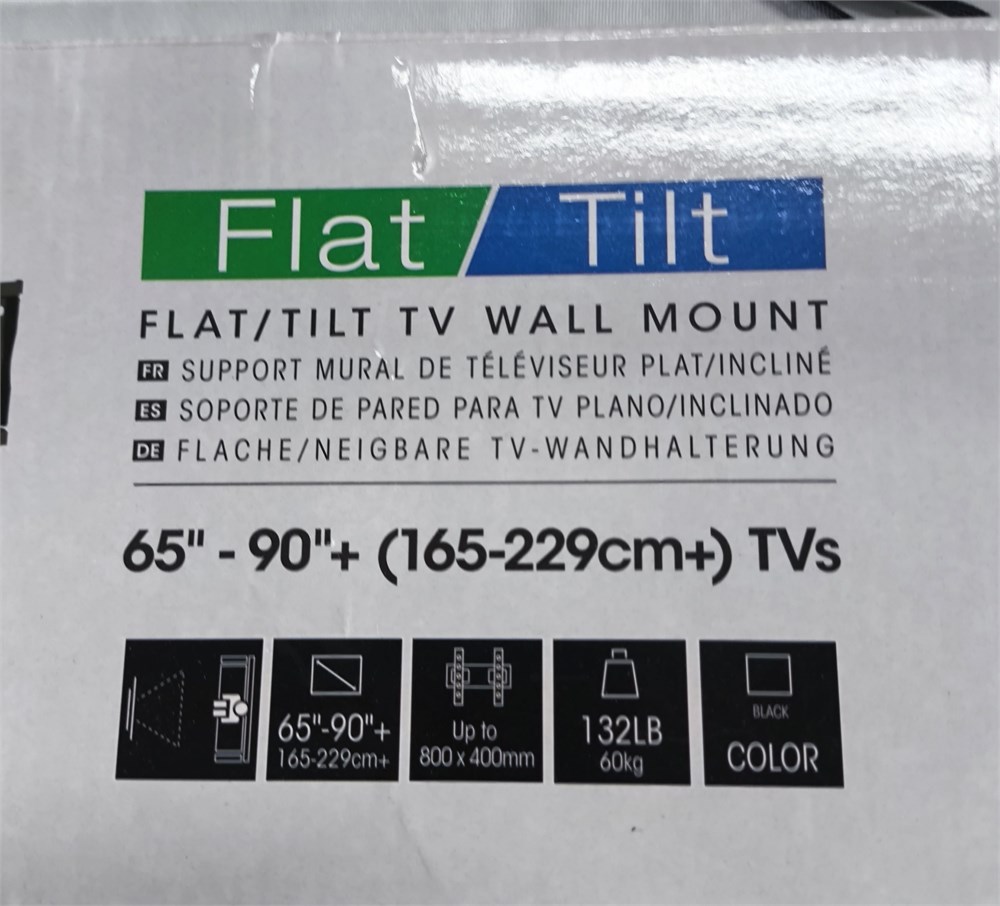 Flat / Tilt
FLAT/TILT TV WALL MOUNT
FR SUPPORT MURAL DE TÉLÉVISEUR PLAT/INCLINÉ
ES SOPORTE DE PARED PARA TV PLANO/INCLINADO
DE FLACHE/NEIGBARE TV-WANDHALTERUNG
65" - 90"+ (165-229cm+) TVs
65"-90"+
165-229cm+
Up to
800 x 400mm
132LB
60kg
BLACK
COLOR